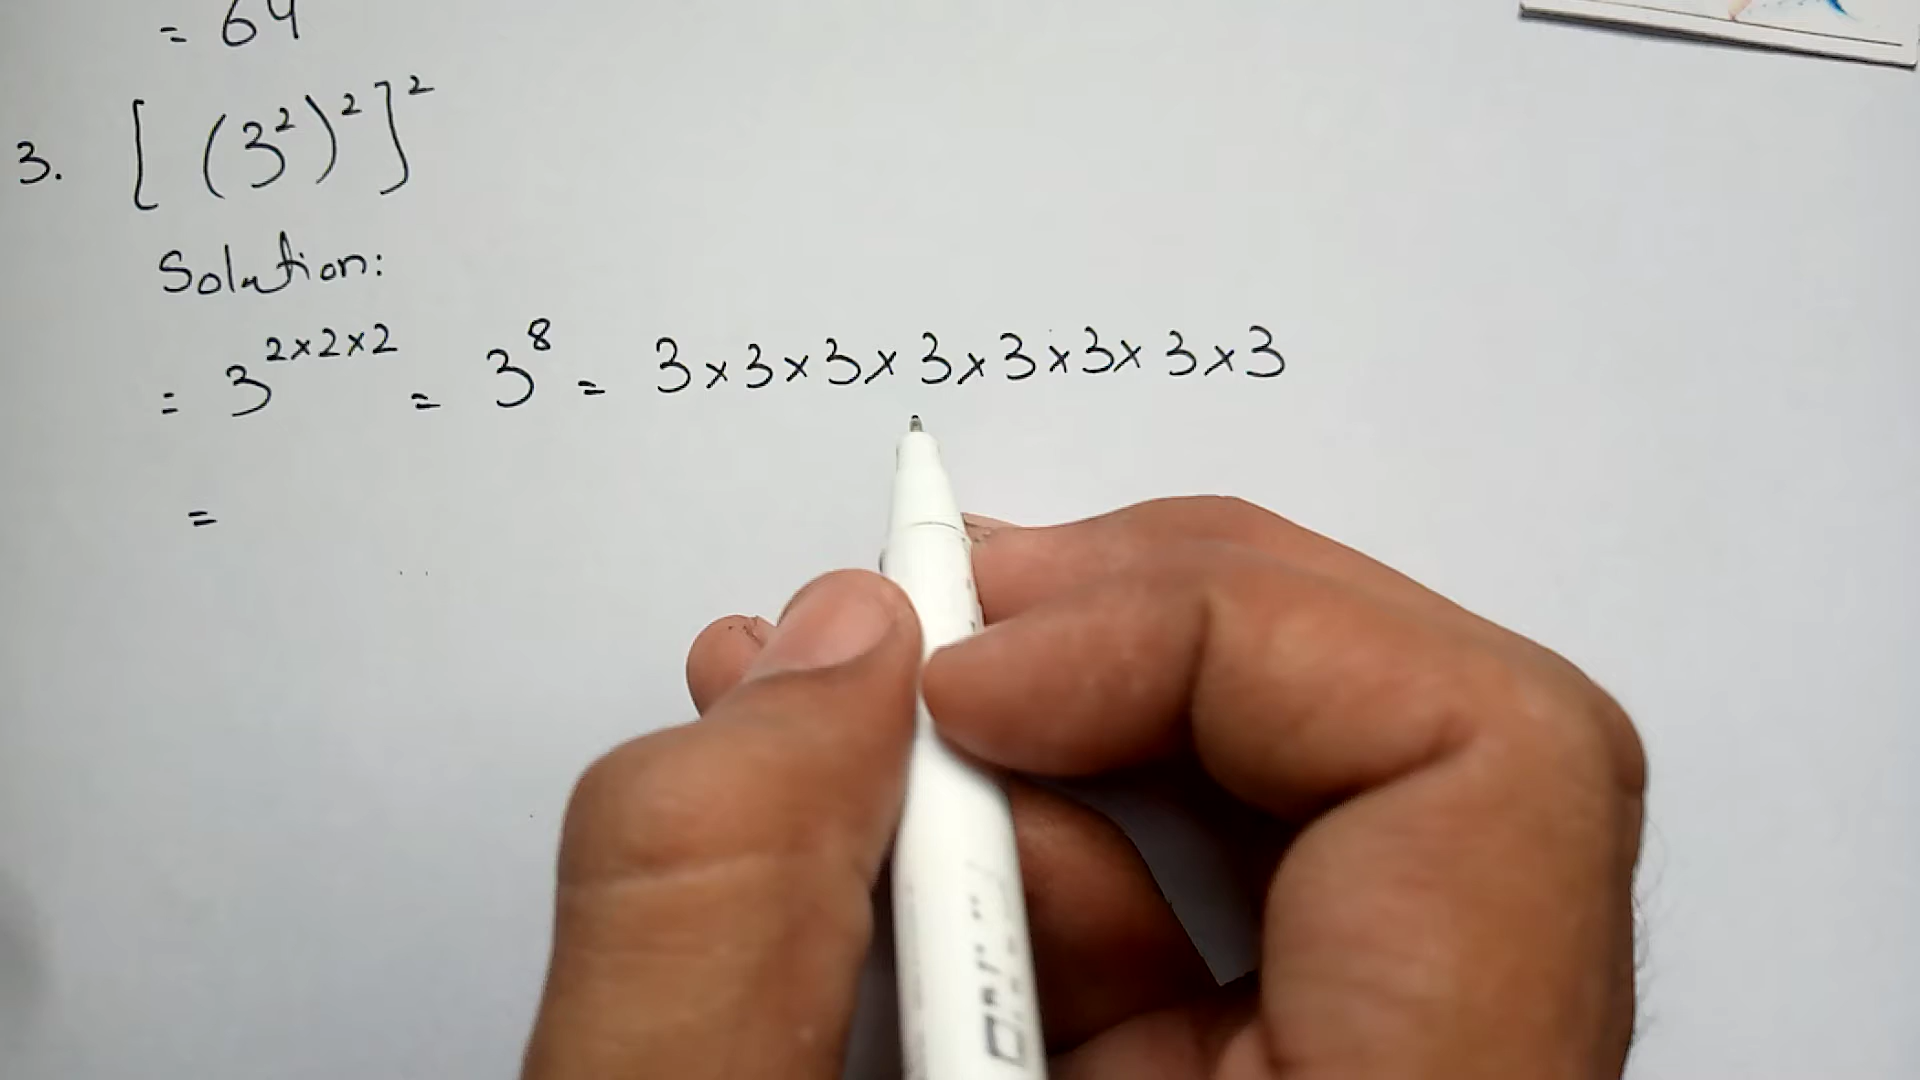 = 64
3. [ (3²)²]²
Solution:
= 3^2×2×2 = 3⁸ = 3×3×3×3×3×3×3×3
=